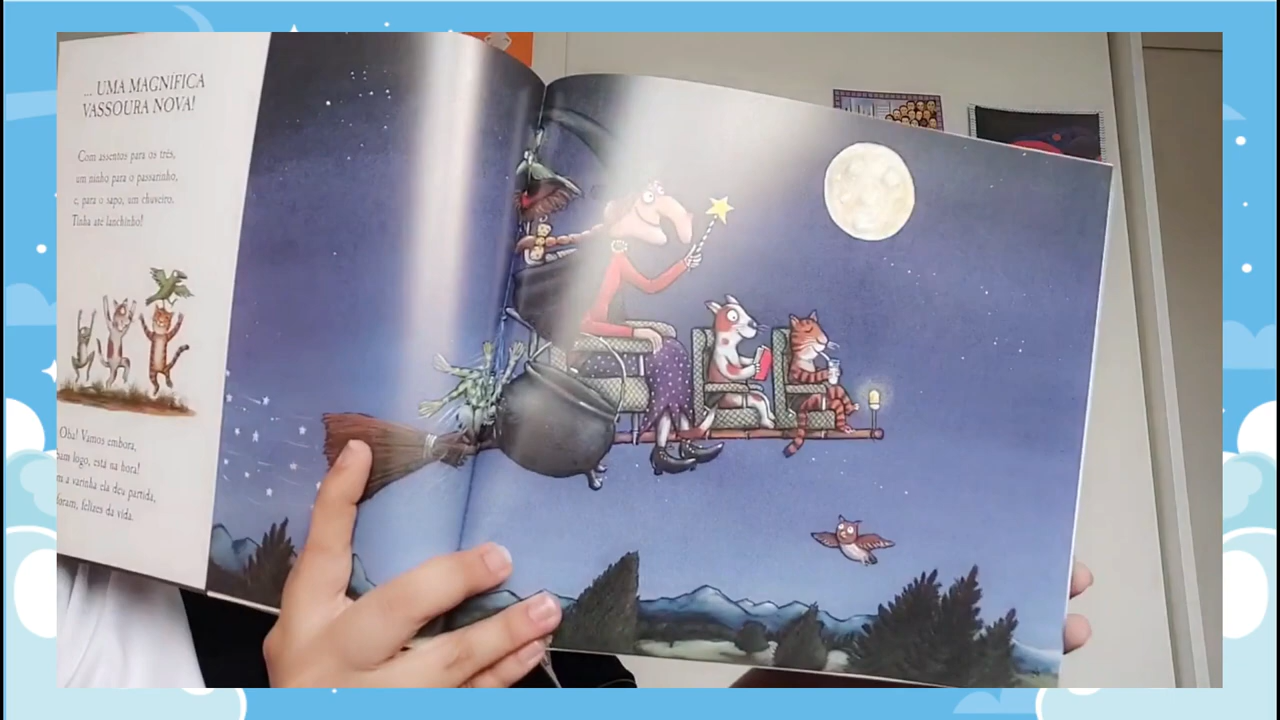 ... UMA MAGNÍFICA
VASSOURA NOVA!
Com assentos para os três,
um ninho para o passarinho,
e, para o sapo, um chuveiro.
Tinha até lanchinho!
Oba! Vamos embora,
logo, está na hora!
a varinha ela deu partida,
foram, felizes da vida.